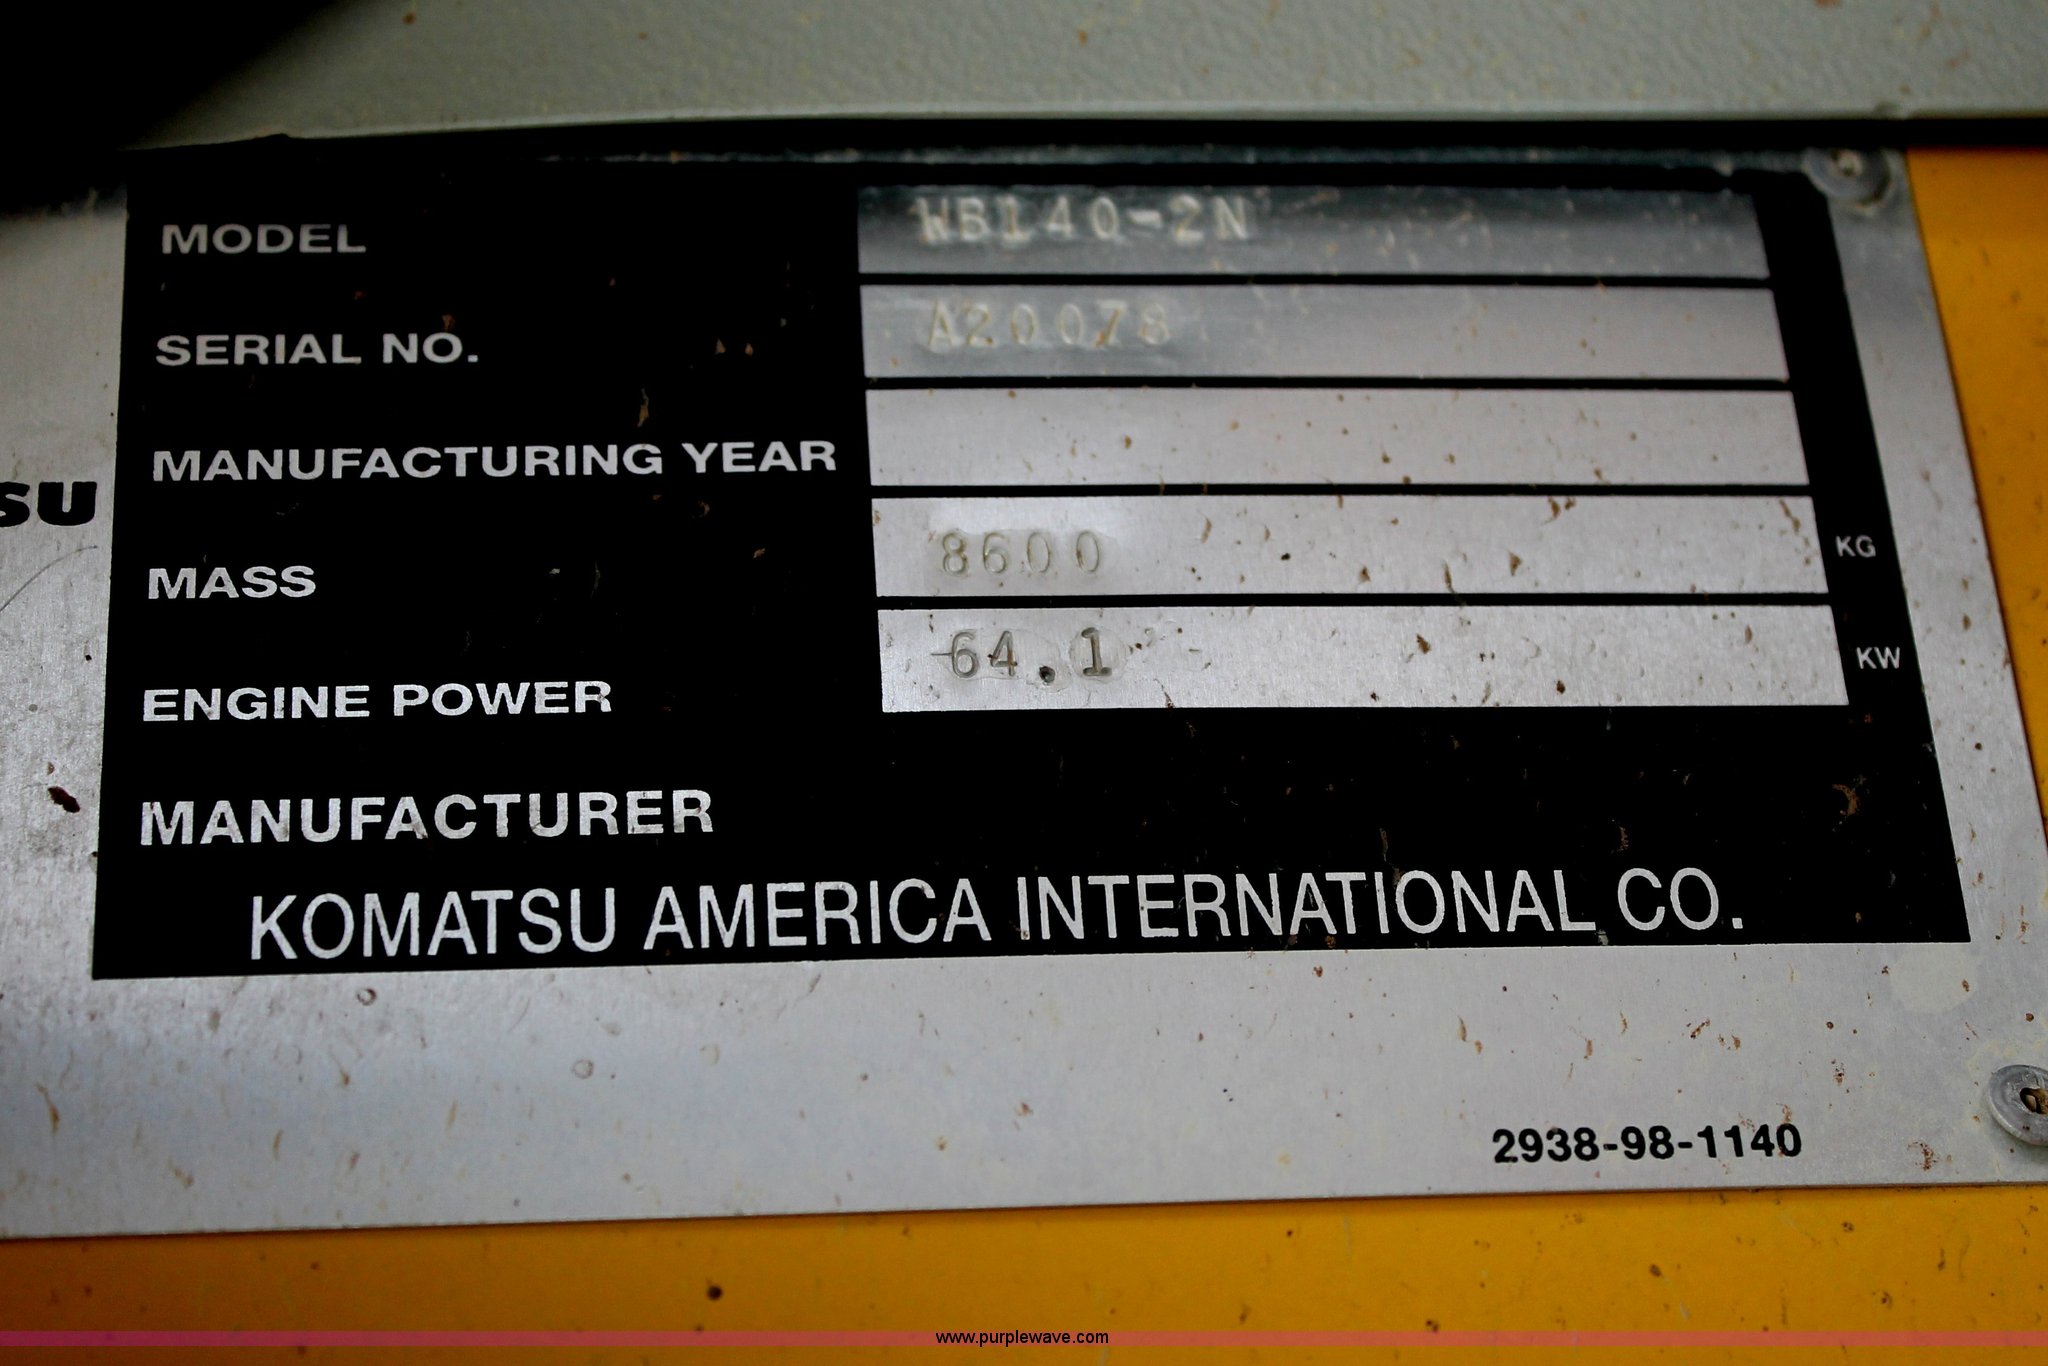 MODEL WB140-2N
SERIAL NO. A20078
MANUFACTURING YEAR
SU
MASS 8600 KG
ENGINE POWER 64.1 KW
MANUFACTURER
KOMATSU AMERICA INTERNATIONAL CO.
2938-98-1140
www.purplewave.com